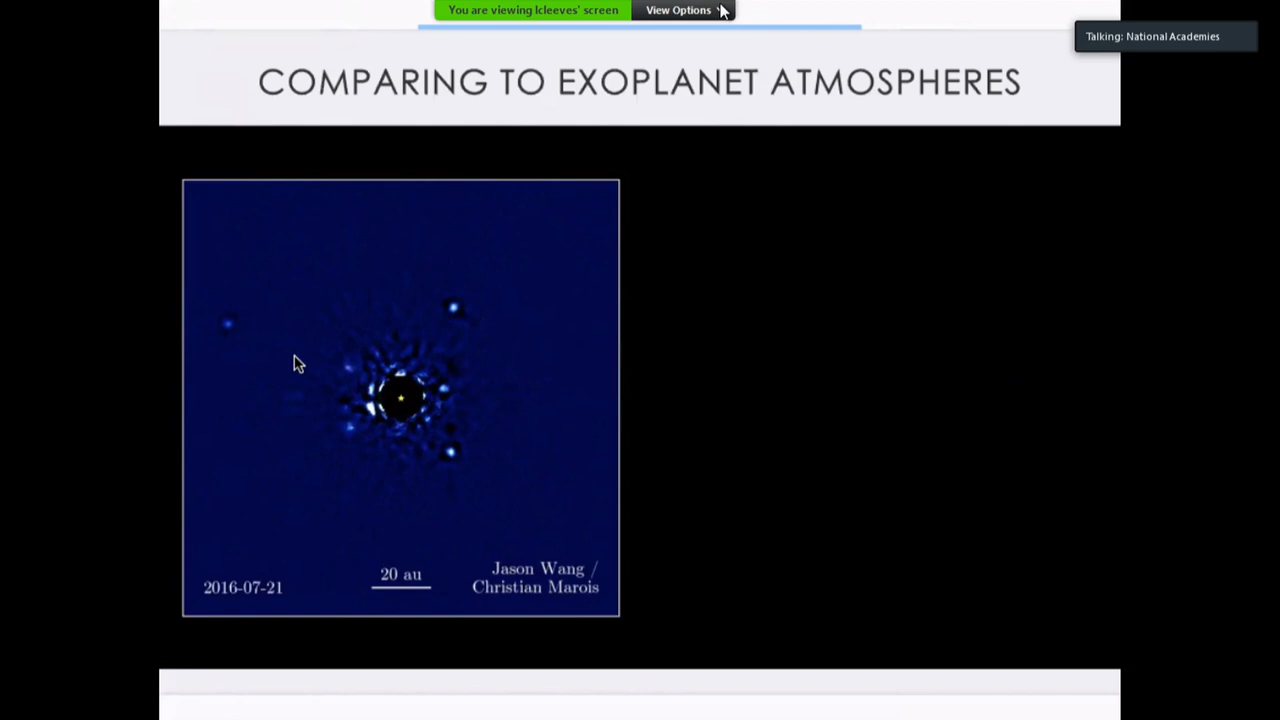 You are viewing lcleeves' screen
View Options
Talking: National Academies
COMPARING TO EXOPLANET ATMOSPHERES
20 au
Jason Wang /
2016-07-21
Christian Marois